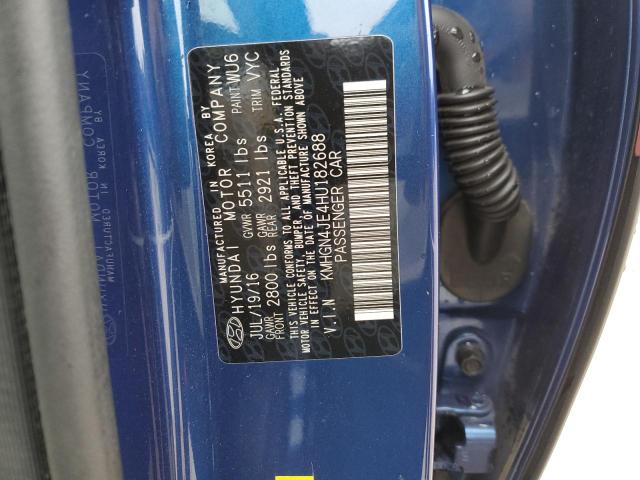 MANUFACTURED IN KOREA BY
HYUNDAI MOTOR COMPANY
JUL/19/16 GVWR 5511 lbs PAINT WU6
GAWR FRONT 2800 lbs GAWR REAR 2921 lbs TRIM VYC
THIS VEHICLE CONFORMS TO ALL APPLICABLE U.S.A. FEDERAL
MOTOR VEHICLE SAFETY, BUMPER, AND THEFT PREVENTION STANDARDS
IN EFFECT ON THE DATE OF MANUFACTURE SHOWN ABOVE
V.I.N KMHGN4JE4HU182688
PASSENGER CAR